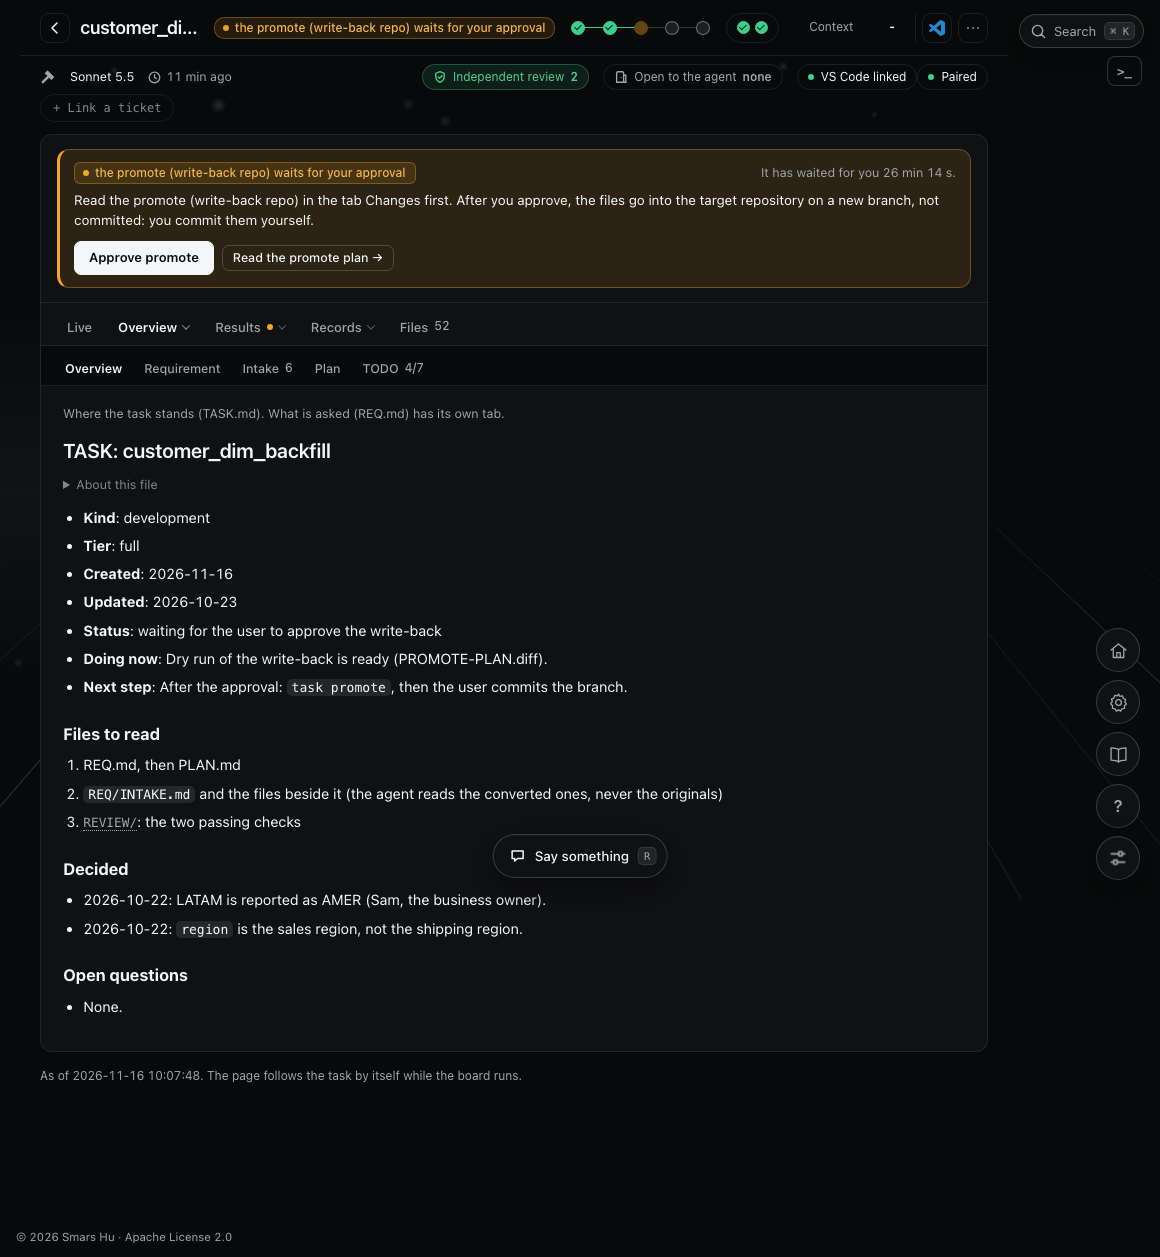 customer_di...
the promote (write-back repo) waits for your approval
Context -
Search ⌘ K
Sonnet 5.5 11 min ago
Independent review 2
Open to the agent none
VS Code linked
Paired
>_
+ Link a ticket
the promote (write-back repo) waits for your approval
It has waited for you 26 min 14 s.
Read the promote (write-back repo) in the tab Changes first. After you approve, the files go into the target repository on a new branch, not
committed: you commit them yourself.
Approve promote
Read the promote plan →
Live Overview Results Records Files 52
Overview Requirement Intake 6 Plan TODO 4/7
Where the task stands (TASK.md). What is asked (REQ.md) has its own tab.
TASK: customer_dim_backfill
About this file
• Kind: development
• Tier: full
• Created: 2026-11-16
• Updated: 2026-10-23
• Status: waiting for the user to approve the write-back
• Doing now: Dry run of the write-back is ready (PROMOTE-PLAN.diff).
• Next step: After the approval: task promote, then the user commits the branch.
Files to read
1. REQ.md, then PLAN.md
2. REQ/INTAKE.md and the files beside it (the agent reads the converted ones, never the originals)
3. REVIEW/: the two passing checks
Say something R
Decided
• 2026-10-22: LATAM is reported as AMER (Sam, the business owner).
• 2026-10-22: region is the sales region, not the shipping region.
Open questions
• None.
?
As of 2026-11-16 10:07:48. The page follows the task by itself while the board runs.
© 2026 Smars Hu · Apache License 2.0